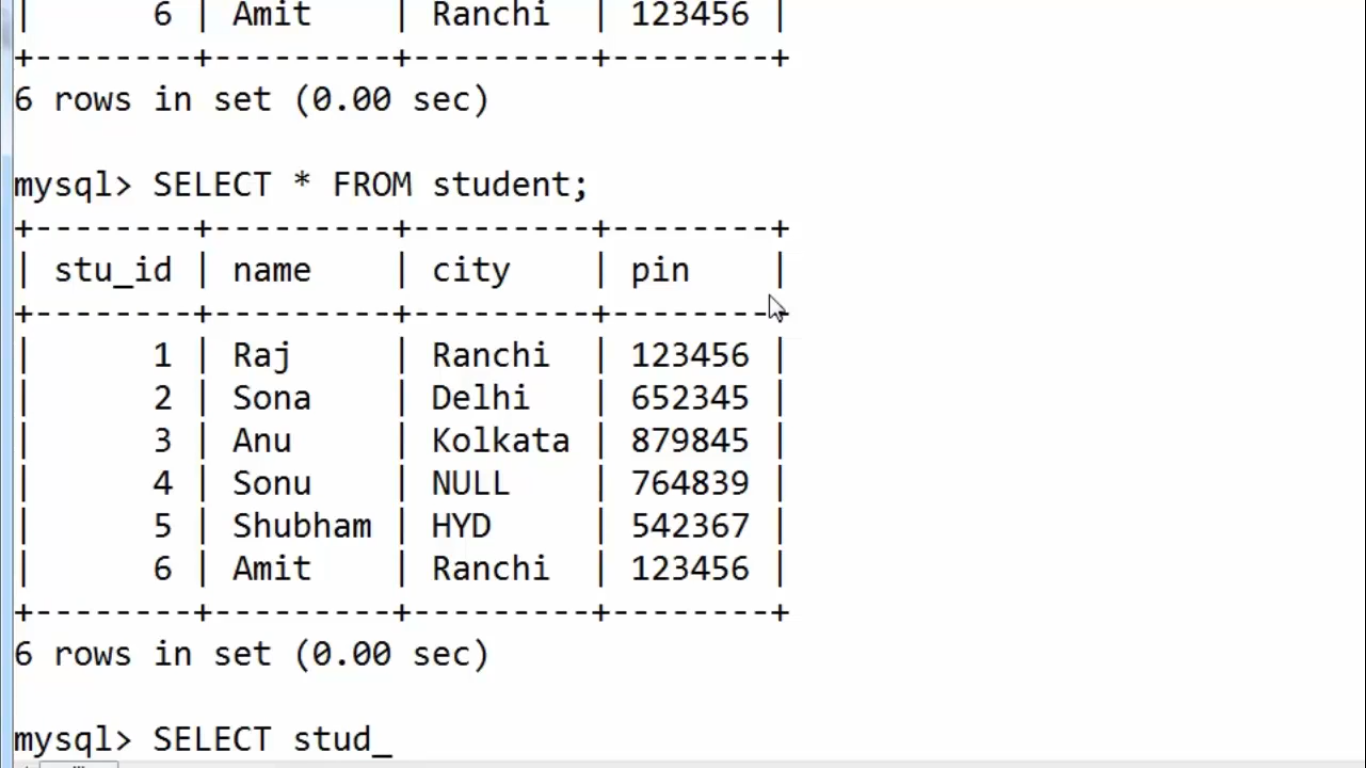 |      6 | Amit    | Ranchi  | 123456 |
+--------+---------+---------+--------+
6 rows in set (0.00 sec)
mysql> SELECT * FROM student;
+--------+---------+---------+--------+
| stu_id | name    | city    | pin    |
+--------+---------+---------+--------+
|      1 | Raj     | Ranchi  | 123456 |
|      2 | Sona    | Delhi   | 652345 |
|      3 | Anu     | Kolkata | 879845 |
|      4 | Sonu    | NULL    | 764839 |
|      5 | Shubham | HYD     | 542367 |
|      6 | Amit    | Ranchi  | 123456 |
+--------+---------+---------+--------+
6 rows in set (0.00 sec)
mysql> SELECT stud_